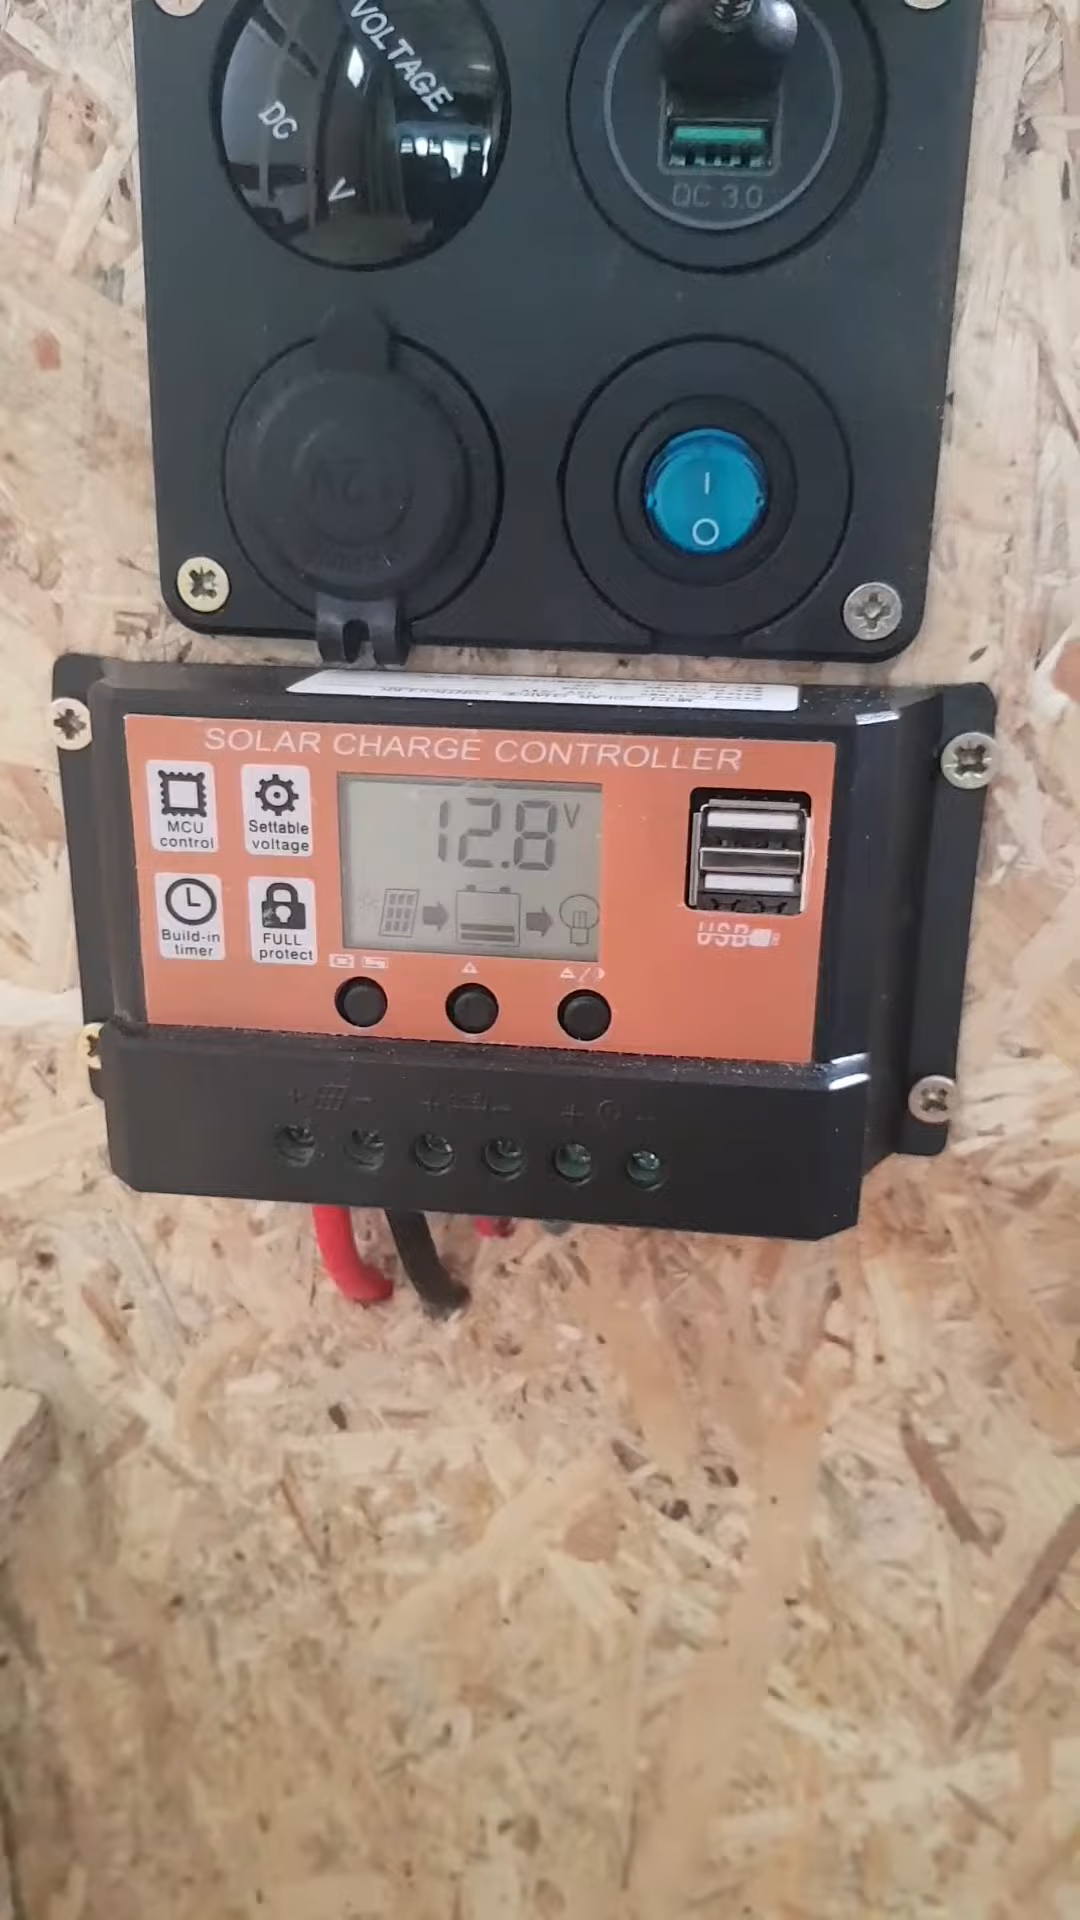 VOLTAGE
DC
V
QC 3.0
12V
I
O
SOLAR CHARGE CONTROLLER
MCU
control
Settable
voltage
12.8 V
Build-in
timer
FULL
protect
USB